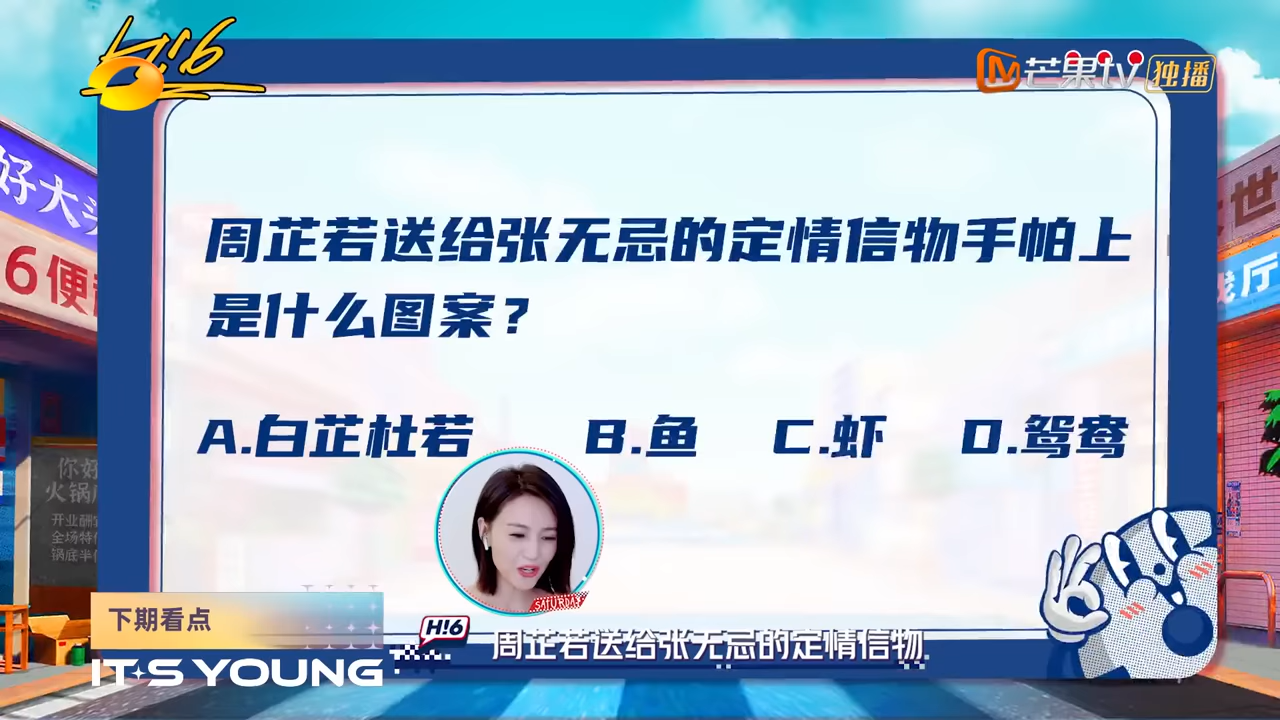 H!6
芒果tv 独播
好大
6便
周芷若送给张无忌的定情信物手帕上
是什么图案?
A.白芷杜若 B.鱼 C.虾 D.鸳鸯
世
厅
你好
火锅
开业酬
全场特
锅底半
SATURDAY
下期看点
H!6
周芷若送给张无忌的定情信物
IT'S YOUNG